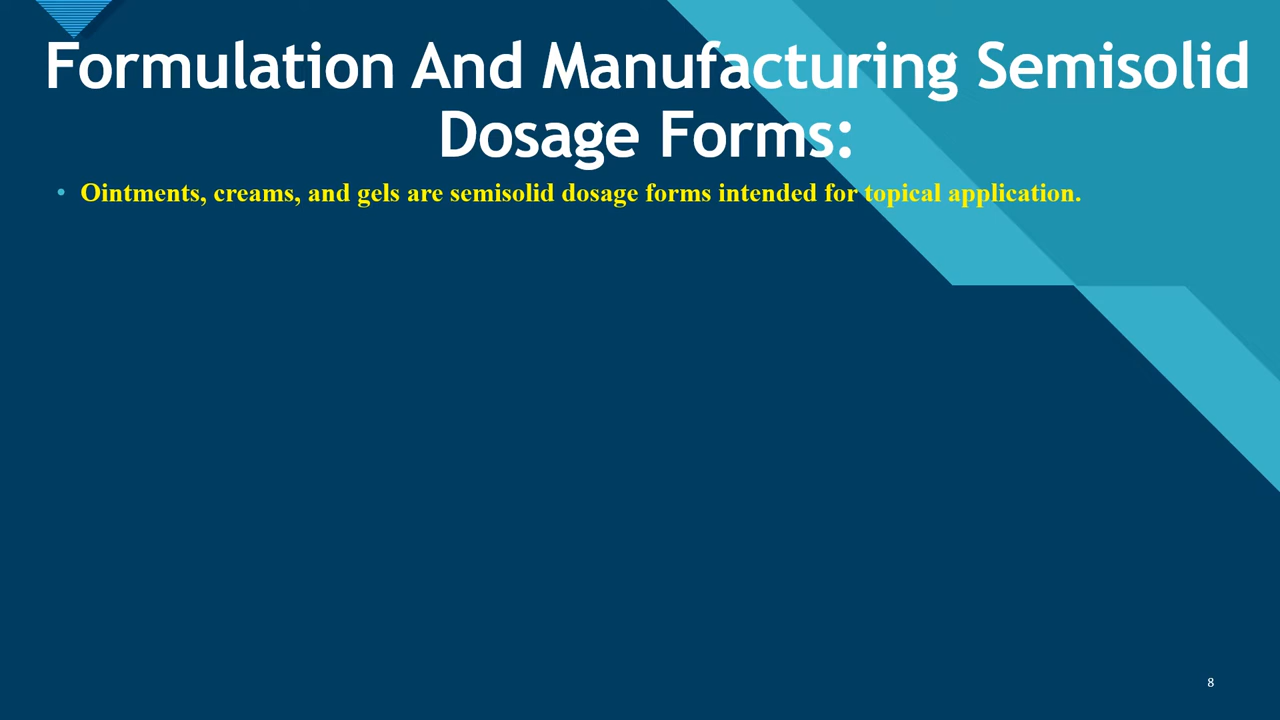 Formulation And Manufacturing Semisolid
Dosage Forms:
• Ointments, creams, and gels are semisolid dosage forms intended for topical application.
8